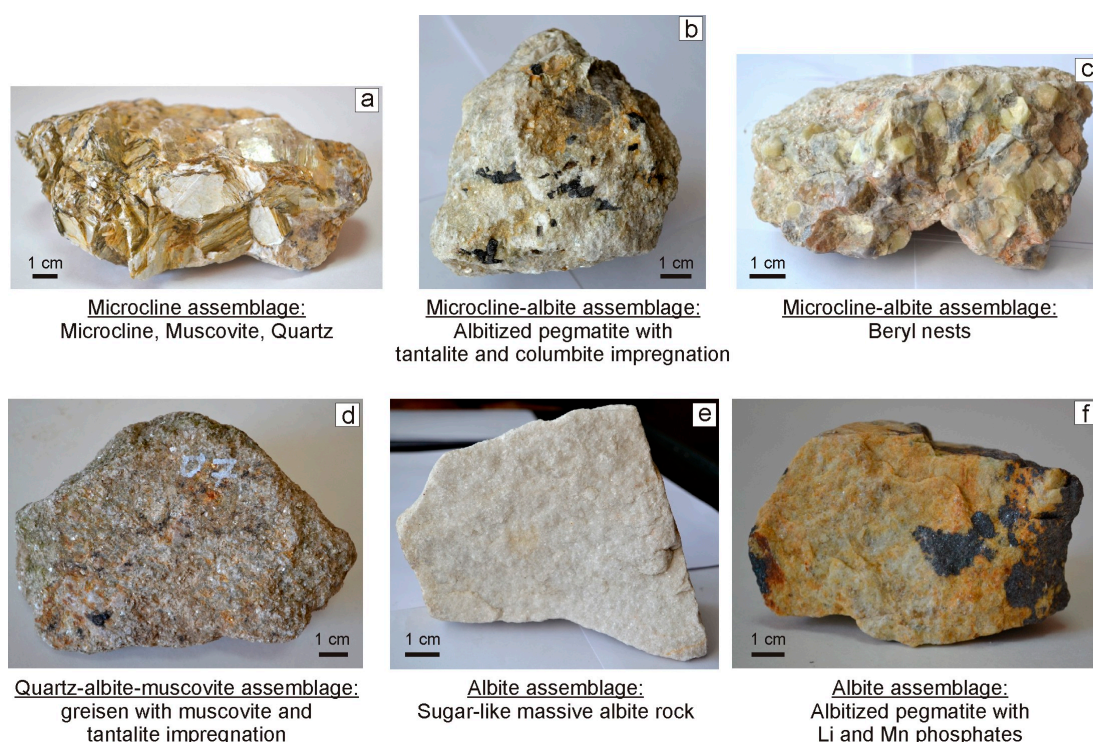 a
b
c
1 cm
1 cm
1 cm
Microcline assemblage:
Microcline, Muscovite, Quartz
Microcline-albite assemblage:
Albitized pegmatite with
tantalite and columbite impregnation
Microcline-albite assemblage:
Beryl nests
d
e
f
1 cm
1 cm
1 cm
Quartz-albite-muscovite assemblage:
greisen with muscovite and
tantalite impregnation
Albite assemblage:
Sugar-like massive albite rock
Albite assemblage:
Albitized pegmatite with
Li and Mn phosphates